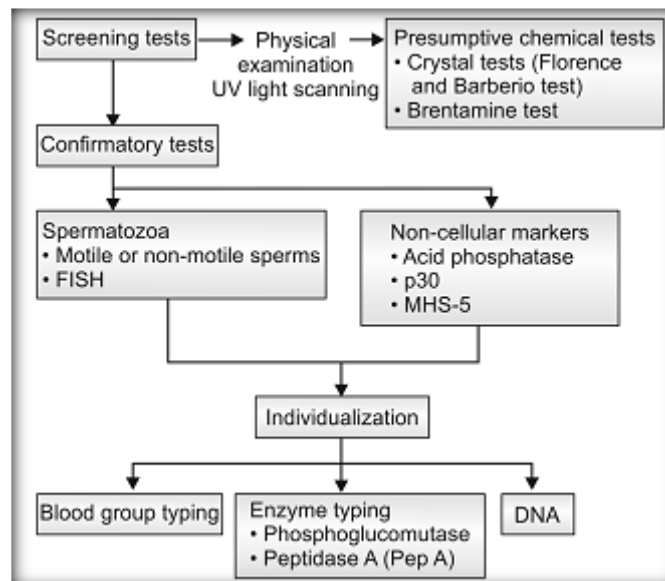 Screening tests
Physical
examination
UV light scanning
Presumptive chemical tests
• Crystal tests (Florence
and Barberio test)
• Brentamine test
Confirmatory tests
Spermatozoa
• Motile or non-motile sperms
• FISH
Non-cellular markers
• Acid phosphatase
• p30
• MHS-5
Individualization
Blood group typing
Enzyme typing
• Phosphoglucomutase
• Peptidase A (Pep A)
DNA